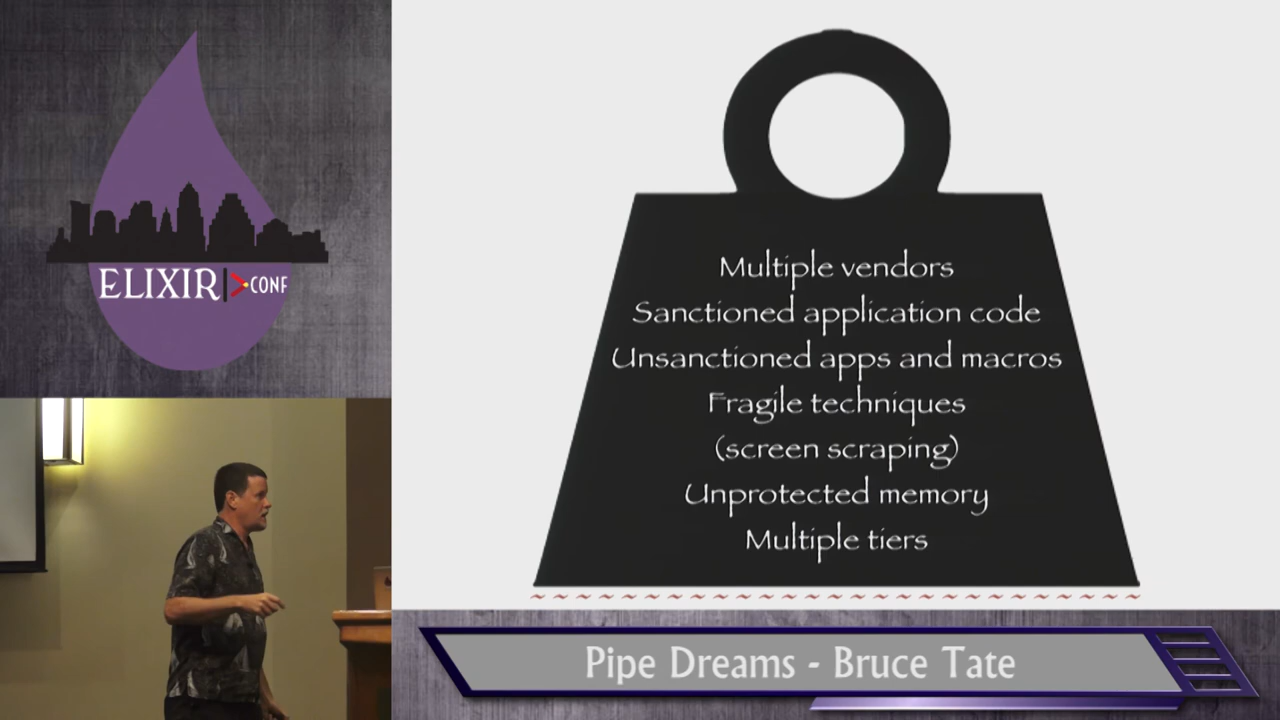 ELIXIR CONF
Multiple vendors
Sanctioned application code
Unsanctioned apps and macros
Fragile techniques
(screen scraping)
Unprotected memory
Multiple tiers
~ ~ ~ ~ ~ ~ ~ ~ ~ ~ ~ ~ ~ ~ ~ ~ ~ ~ ~ ~ ~ ~ ~ ~ ~ ~ ~ ~ ~ ~ ~ ~ ~ ~
Pipe Dreams - Bruce Tate